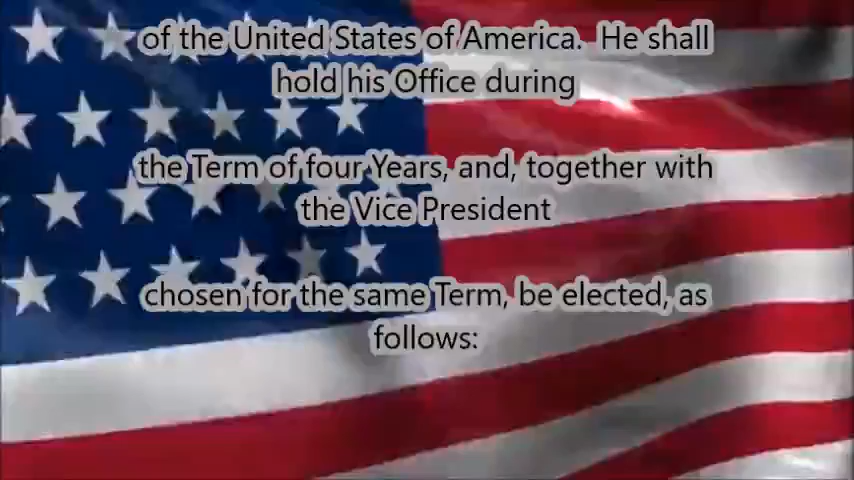 of the United States of America.  He shall
hold his Office during
the Term of four Years, and, together with
the Vice President
chosen for the same Term, be elected, as
follows: